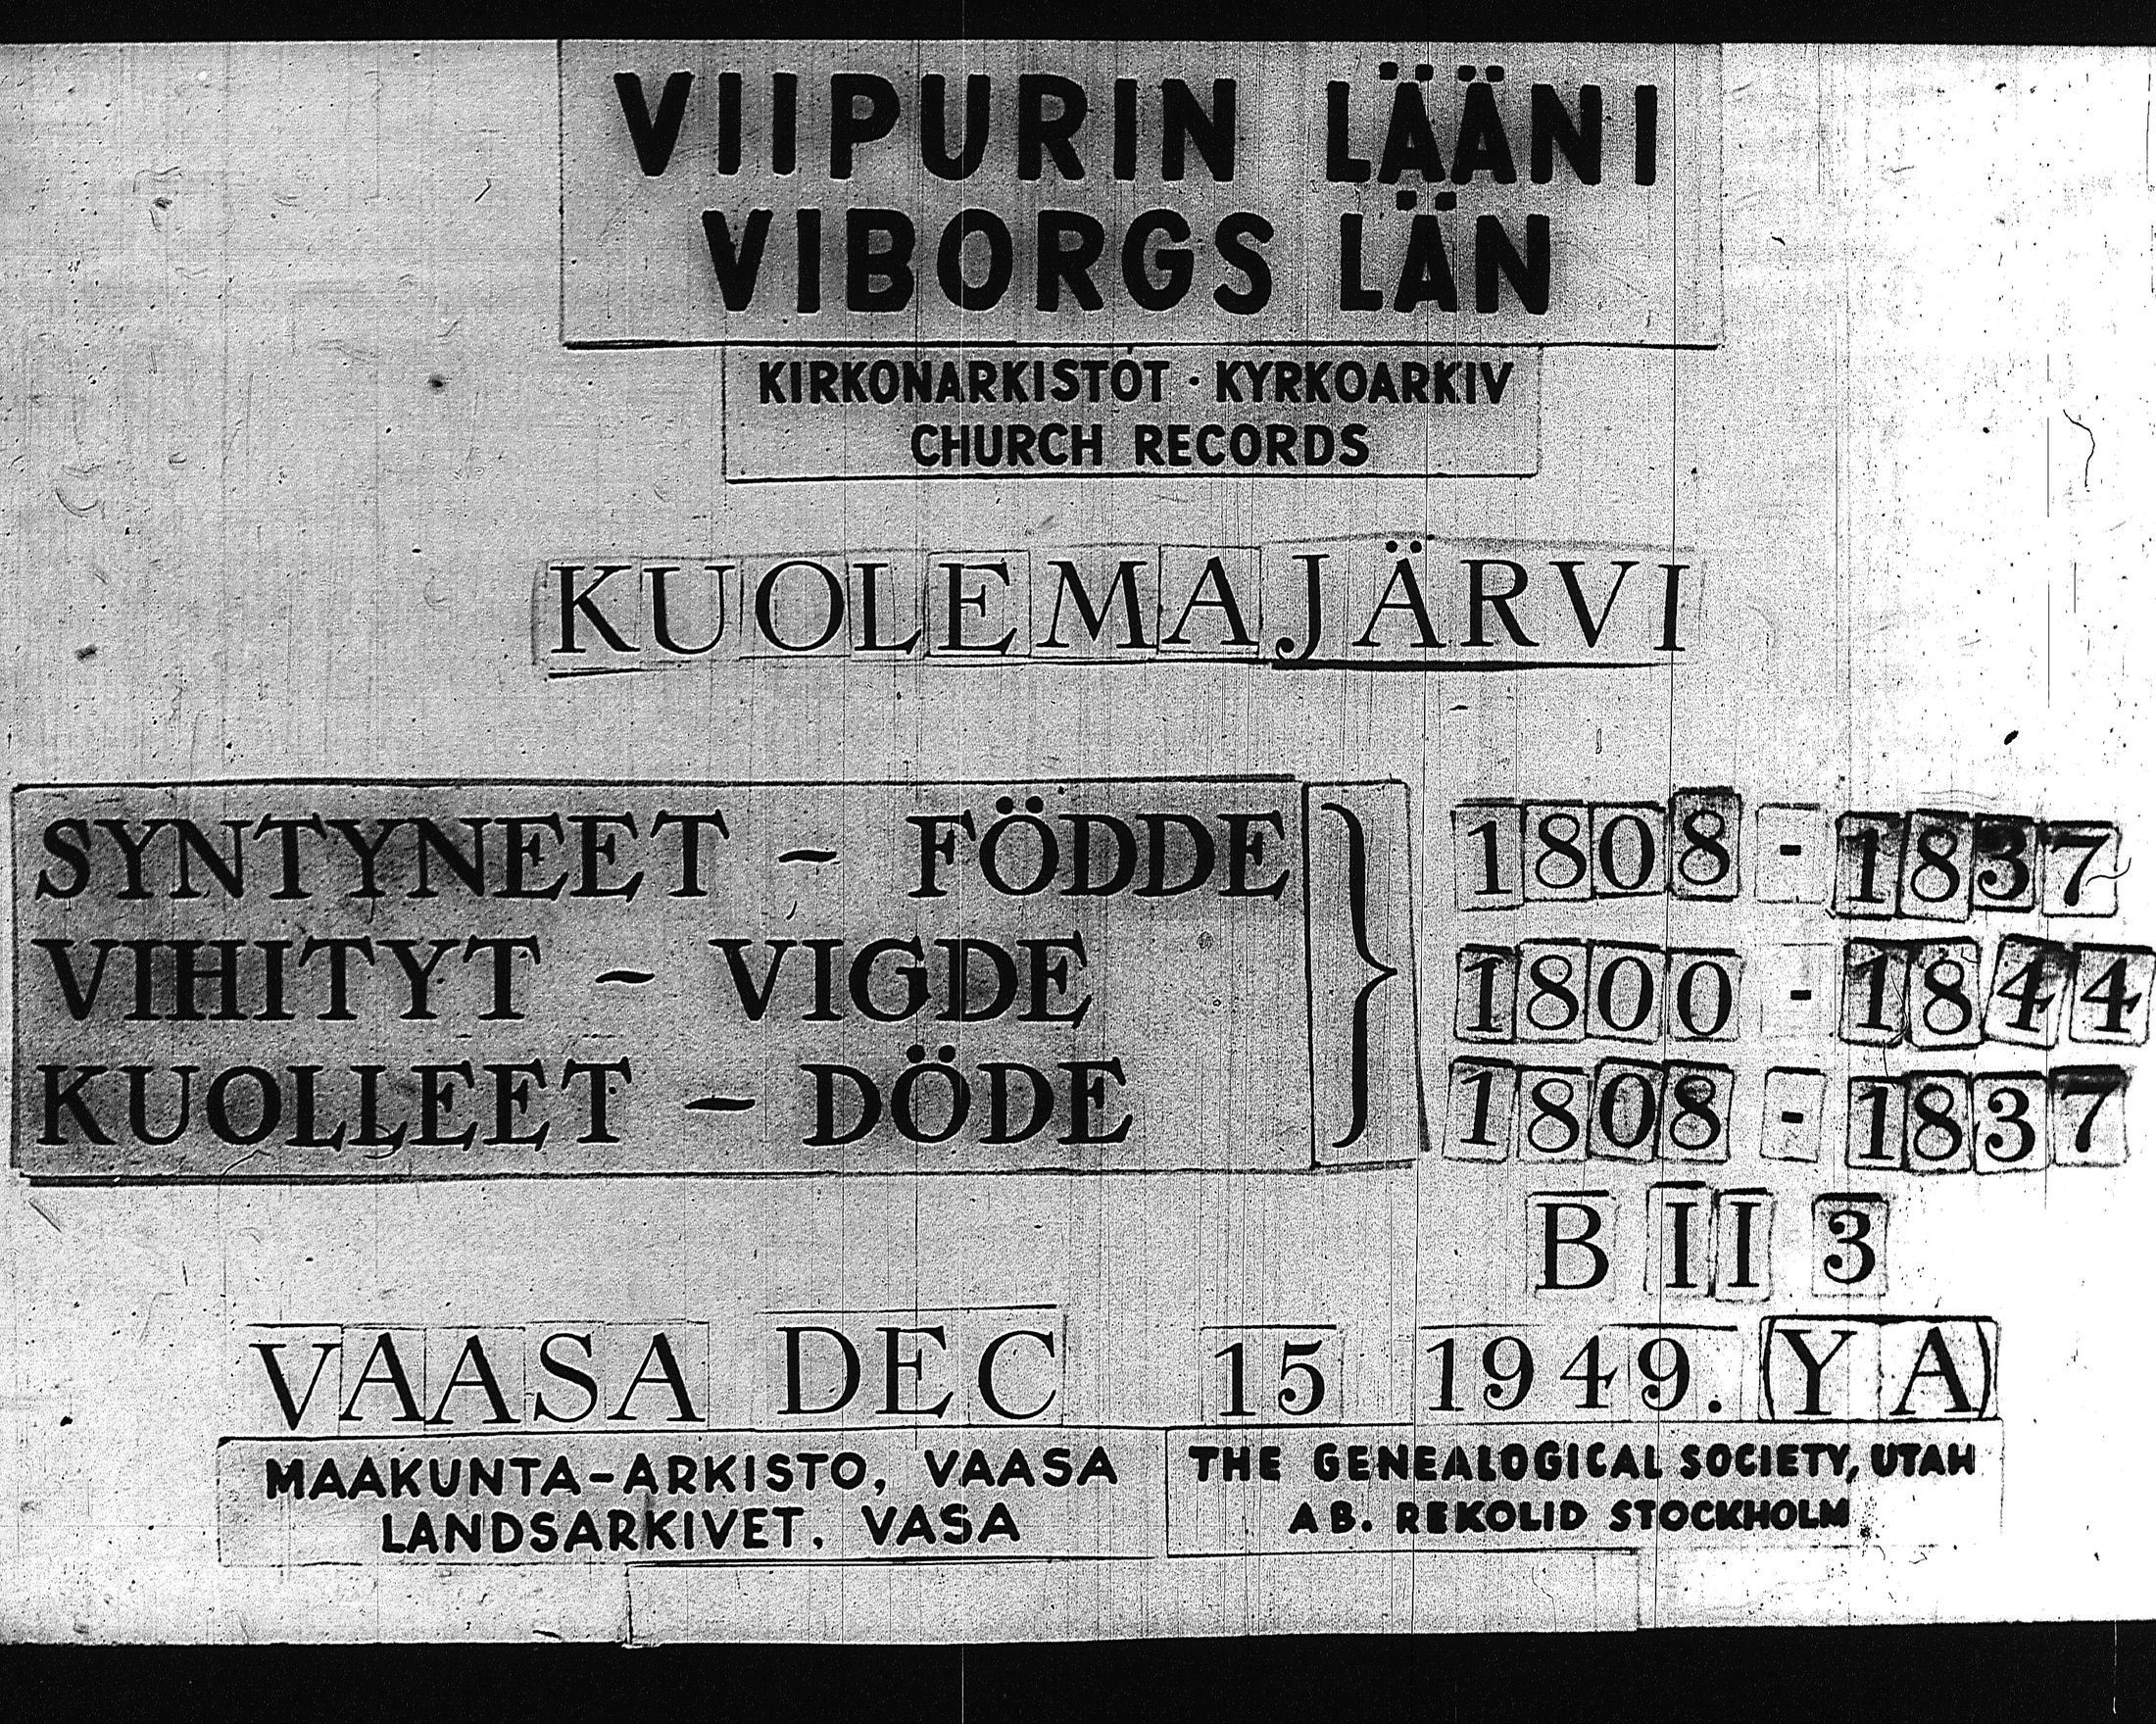 VIIPURIN LÄÄNI
VIBORGS LÄN
KIRKONARKISTOT · KYRKOARKIV
CHURCH RECORDS
KUOLEMAJÄRVI
SYNTYNEET - FÖDDE } 1808 - 1837
VIHITYT - VIGDE 1800 - 1844
KUOLLEET - DÖDE 1808 - 1837
B II 3
VAASA DEC 15 1949. (Y A)
MAAKUNTA-ARKISTO, VAASA
LANDSARKIVET, VASA
THE GENEALOGICAL SOCIETY, UTAH
AB. REKOLID STOCKHOLM